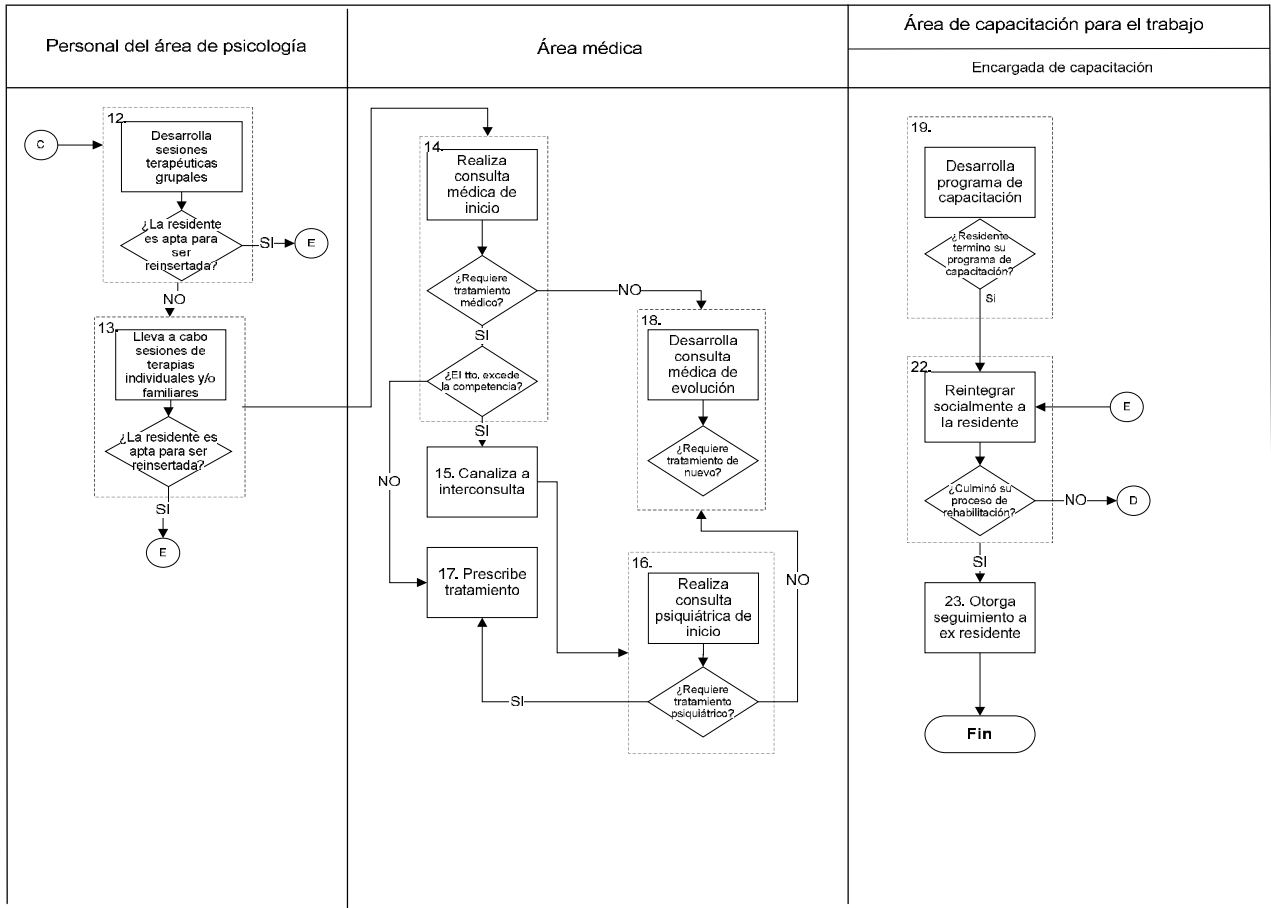 Personal del área de psicología
Área médica
Área de capacitación para el trabajo
Encargada de capacitación
C
12.
Desarrolla
sesiones
terapéuticas
grupales
¿La residente
es apta para
ser
reinsertada?
SI
E
NO
13.
Lleva a cabo
sesiones de
terapias
individuales y/o
familiares
¿La residente es
apta para ser
reinsertada?
SI
E
14.
Realiza
consulta
médica de
inicio
¿Requiere
tratamiento
médico?
NO
SI
¿El tto, excede
la competencia?
SI
NO
15. Canaliza a
interconsulta
17. Prescribe
tratamiento
18.
Desarrolla
consulta
médica de
evolución
¿Requiere
tratamiento de
nuevo?
16.
Realiza
consulta
psiquiátrica de
inicio
¿Requiere
tratamiento
psiquiátrico?
SI
NO
19.
Desarrolla
programa de
capacitación
¿Residente
termino su
programa de
capacitación?
Si
22.
Reintegrar
socialmente a
la residente
E
¿Culminó su
proceso de
rehabilitación?
NO
D
SI
23. Otorga
seguimiento a
ex residente
Fin